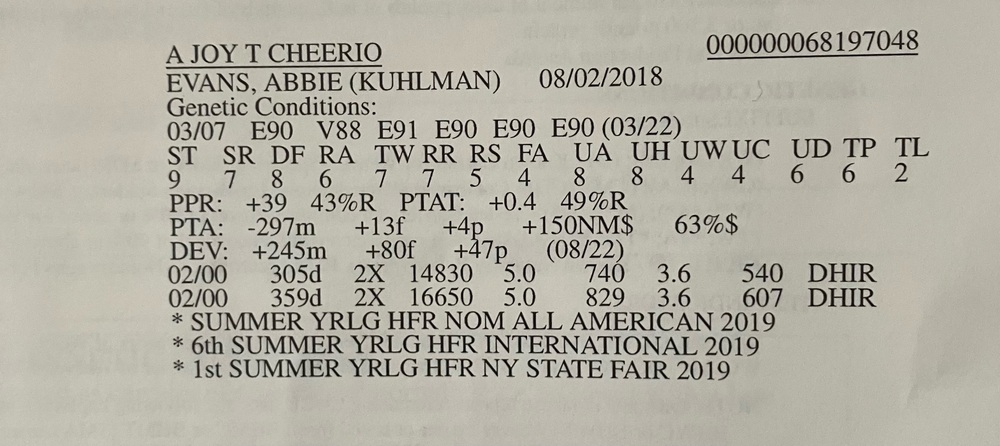 A JOY T CHEERIO 000000068197048
EVANS, ABBIE (KUHLMAN) 08/02/2018
Genetic Conditions:
03/07 E90 V88 E91 E90 E90 E90 (03/22)
ST SR DF RA TW RR RS FA UA UH UW UC UD TP TL
9 7 8 6 7 7 5 4 8 8 4 4 6 6 2
PPR: +39 43%R PTAT: +0.4 49%R
PTA: -297m +13f +4p +150NM$ 63%$
DEV: +245m +80f +47p (08/22)
02/00 305d 2X 14830 5.0 740 3.6 540 DHIR
02/00 359d 2X 16650 5.0 829 3.6 607 DHIR
* SUMMER YRLG HFR NOM ALL AMERICAN 2019
* 6th SUMMER YRLG HFR INTERNATIONAL 2019
* 1st SUMMER YRLG HFR NY STATE FAIR 2019